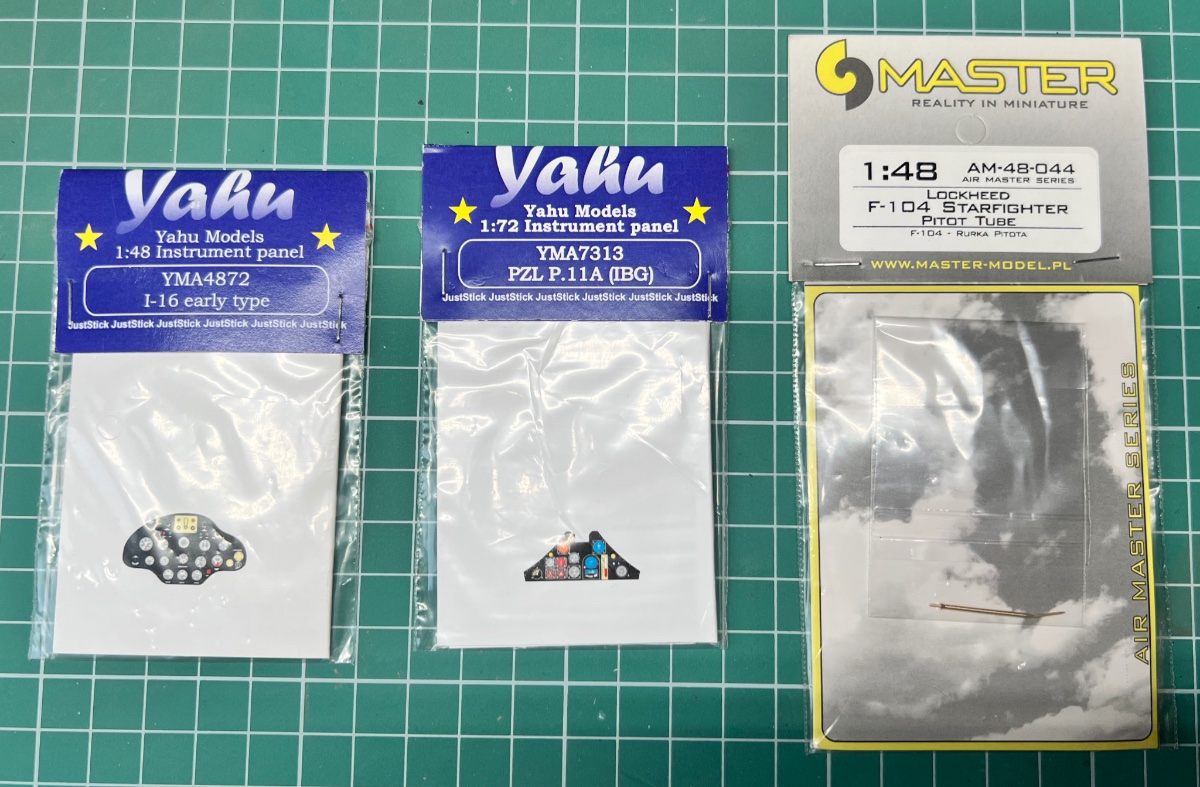 Yahu
Yahu Models
1:48 Instrument panel
YMA4872
I-16 early type
JustStick JustStick JustStick JustStick JustStick JustStick
Yahu
Yahu Models
1:72 Instrument panel
YMA7313
PZL P.11A (IBG)
JustStick JustStick JustStick JustStick JustStick JustStick
MASTER
REALITY IN MINIATURE
1:48 AM-48-044
AIR MASTER SERIES
LOCKHEED
F-104 STARFIGHTER
PITOT TUBE
F-104 - RURKA PITOTA
WWW.MASTER-MODEL.PL
AIR MASTER SERIES